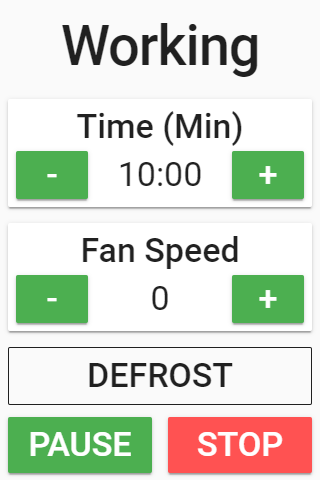 Working
Time (Min)
- 10:00 +
Fan Speed
- 0 +
DEFROST
PAUSE STOP